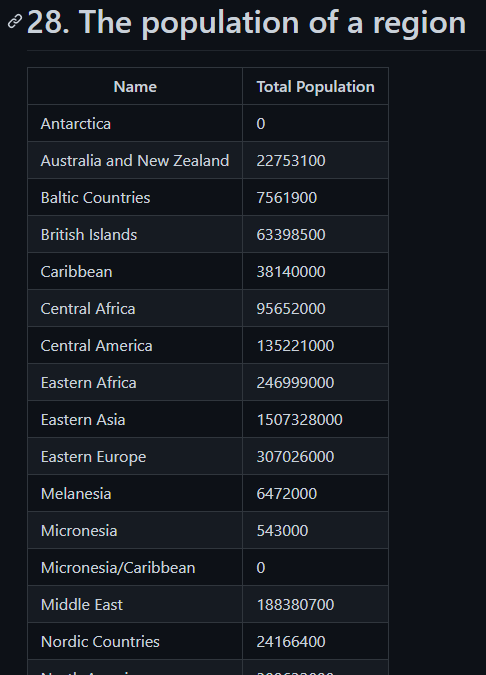 28. The population of a region
Name Total Population
Antarctica 0
Australia and New Zealand 22753100
Baltic Countries 7561900
British Islands 63398500
Caribbean 38140000
Central Africa 95652000
Central America 135221000
Eastern Africa 246999000
Eastern Asia 1507328000
Eastern Europe 307026000
Melanesia 6472000
Micronesia 543000
Micronesia/Caribbean 0
Middle East 188380700
Nordic Countries 24166400